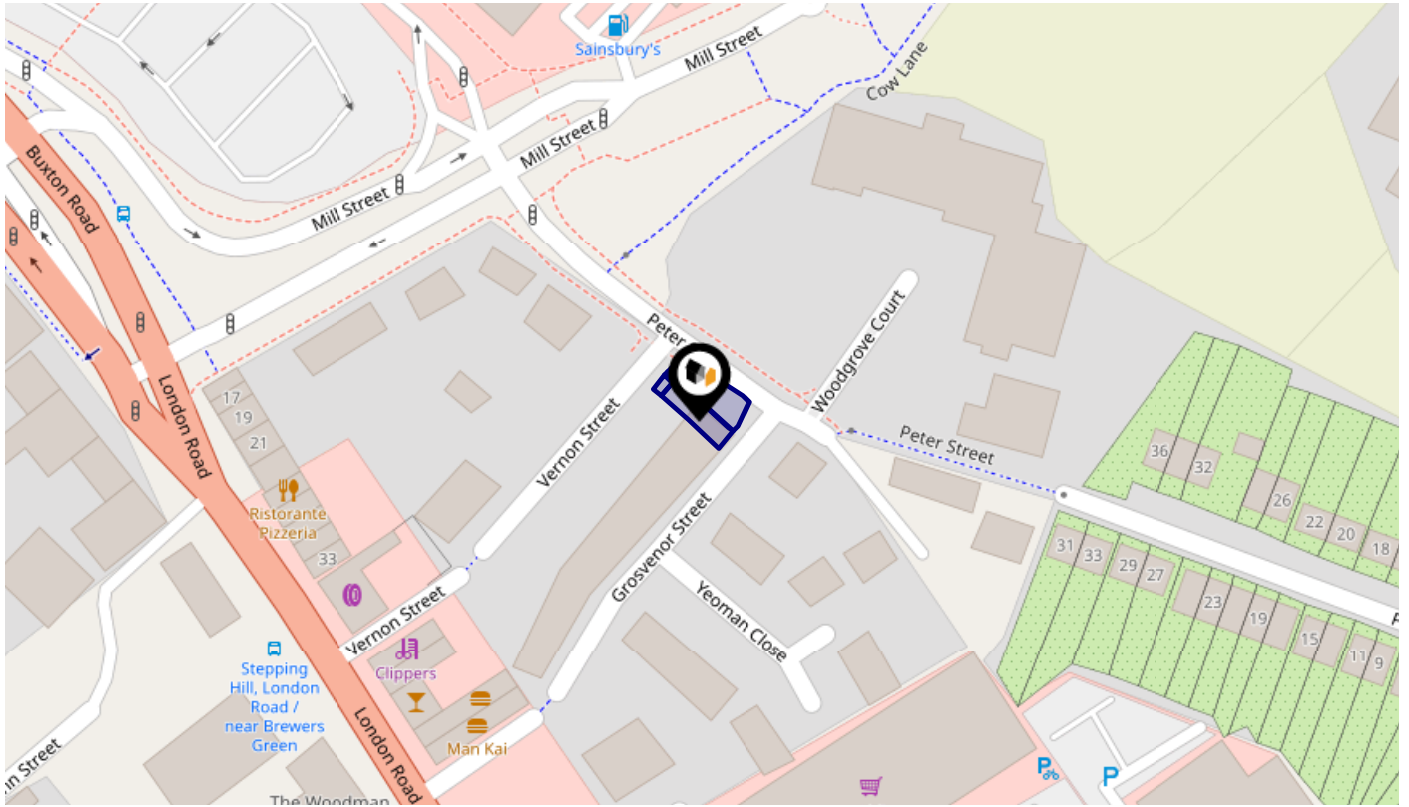 Sainsbury's
Mill Street
Cow Lane
Buxton Road
Mill Street
Mill Street
Peter
Woodgrove Court
London Road
17
19
21
Vernon Street
Peter Street
36
32
26
22
20
18
Ristorante
Pizzeria
33
Grosvenor Street
31
33
29
27
23
19
15
11
9
Vernon Street
Yeoman Close
Stepping
Hill, London
Road /
near Brewers
Green
Clippers
London Road
Man Kai
P
P
The Woodman